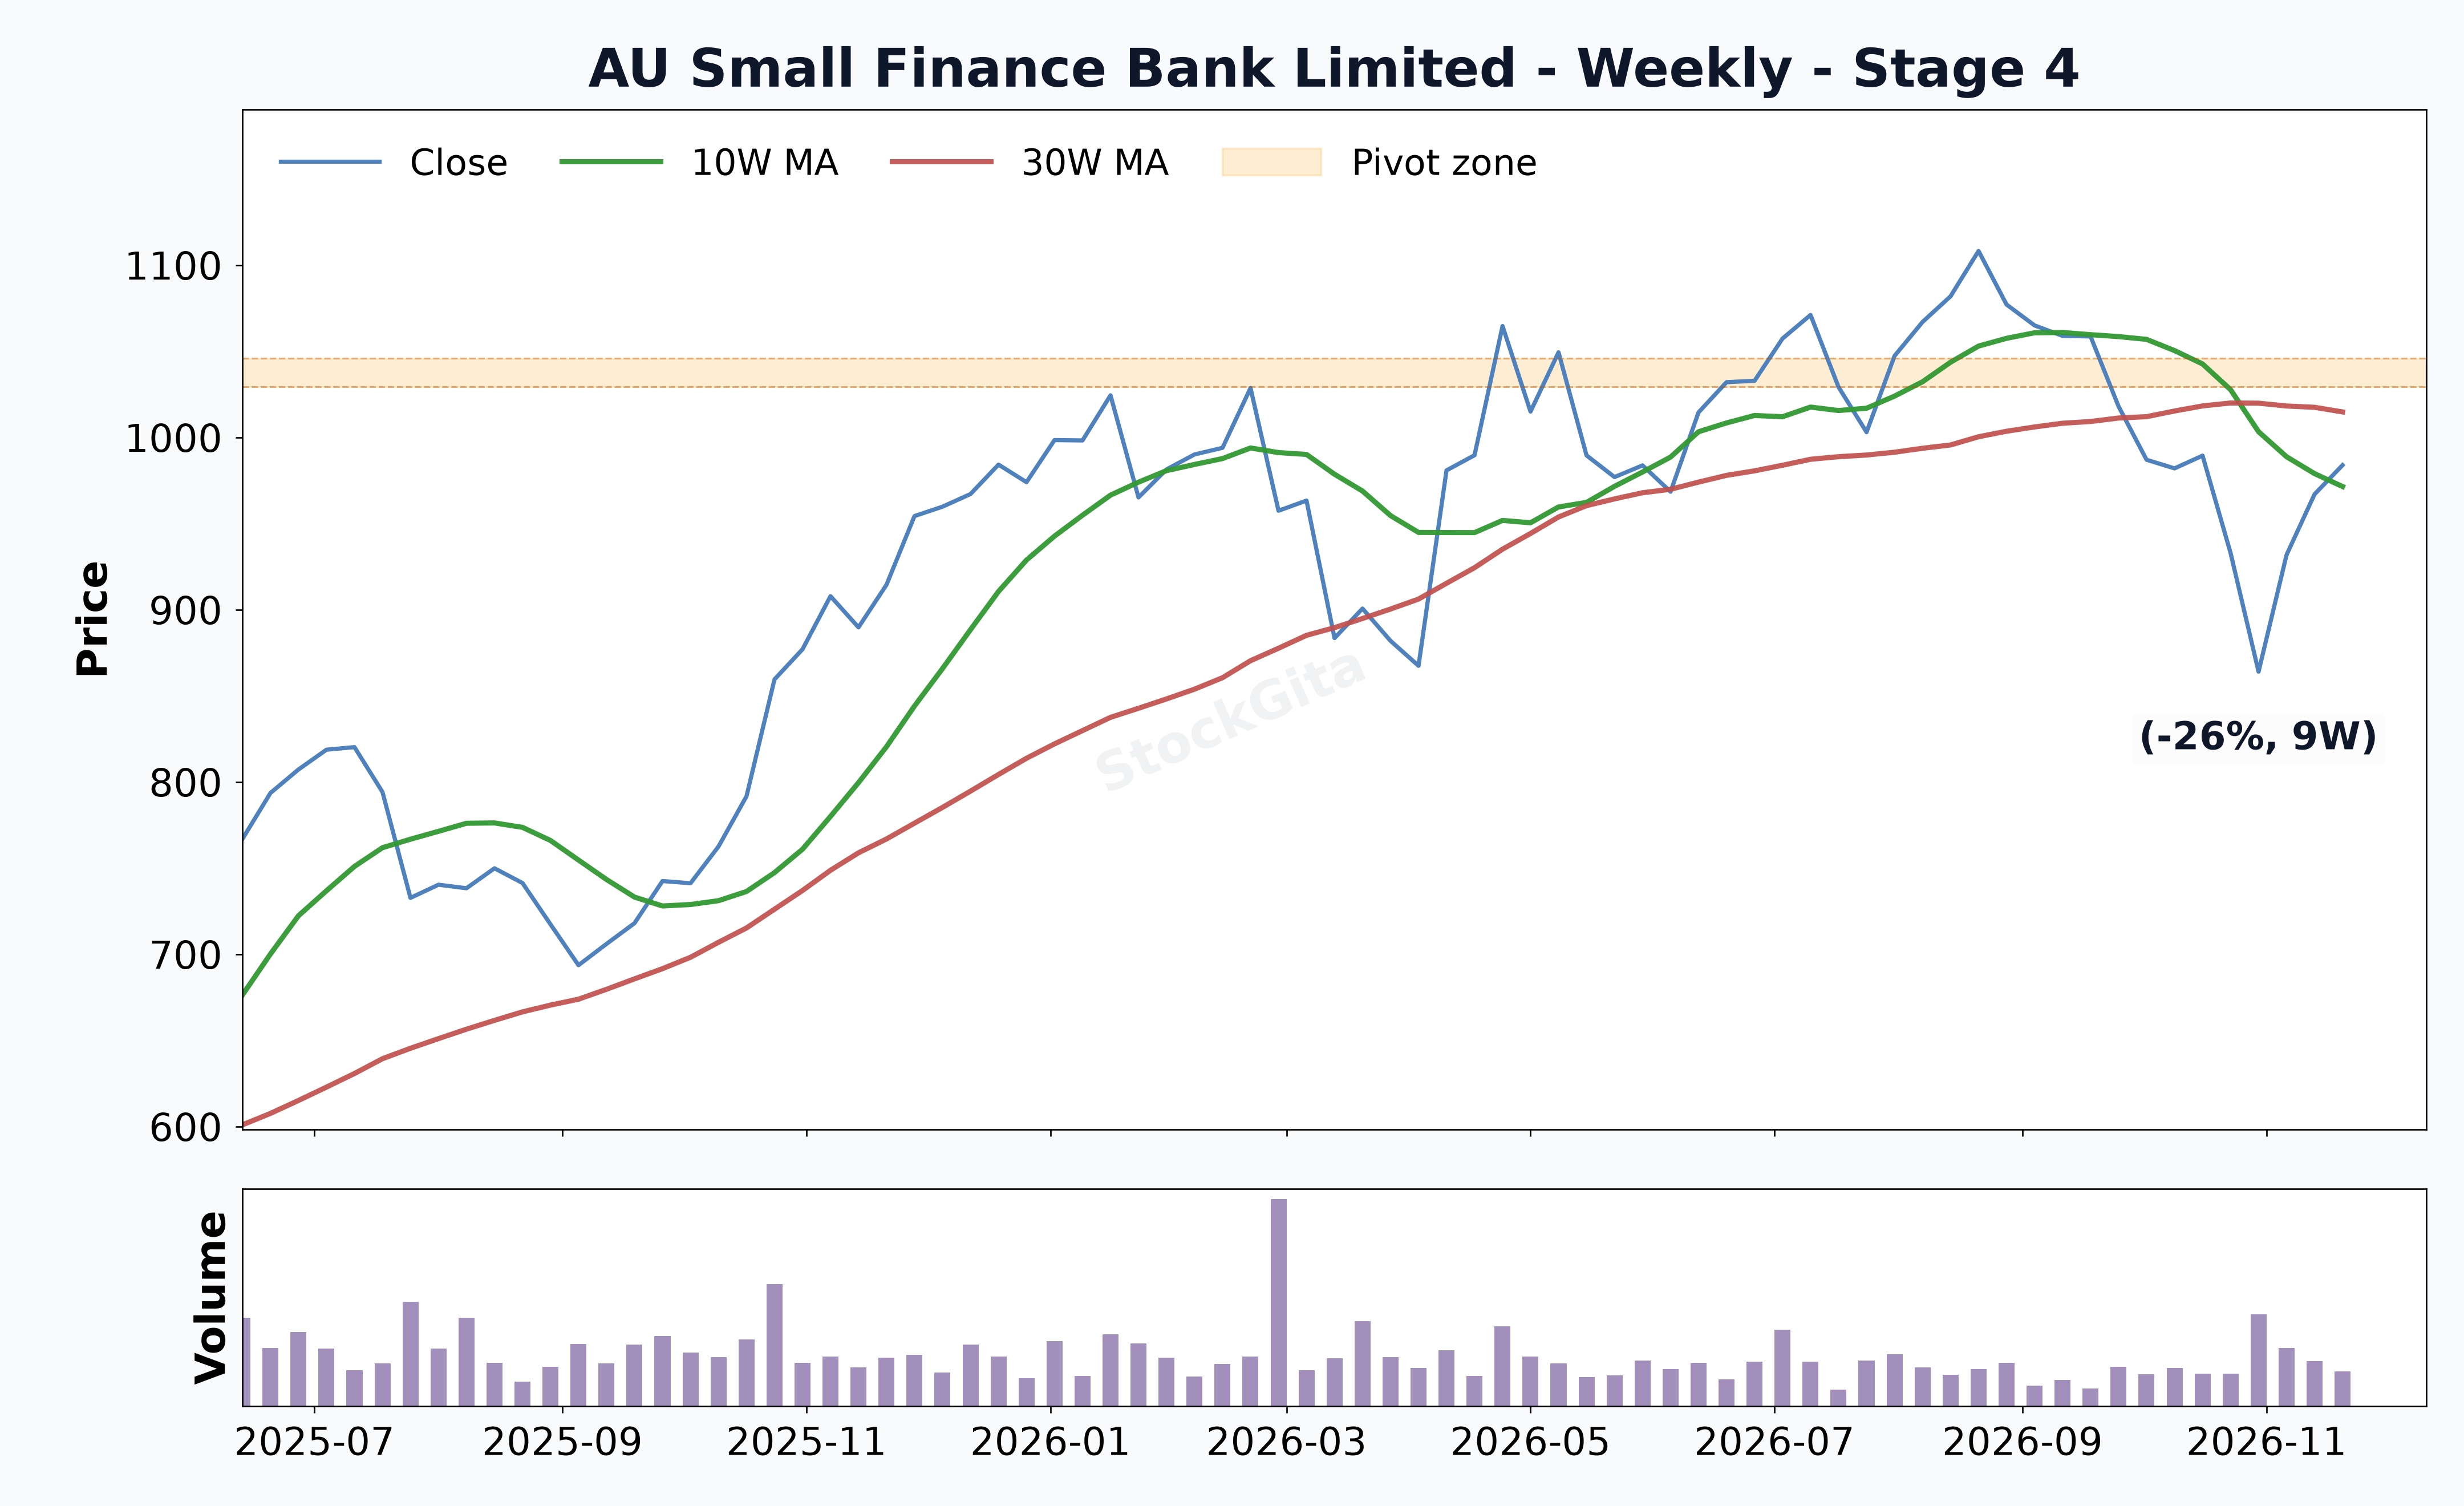 AU Small Finance Bank Limited - Weekly - Stage 4
Close
10W MA
30W MA
Pivot zone
Price
1100
1000
900
800
700
600
StockGita
(-26%, 9W)
Volume
2025-07
2025-09
2025-11
2026-01
2026-03
2026-05
2026-07
2026-09
2026-11